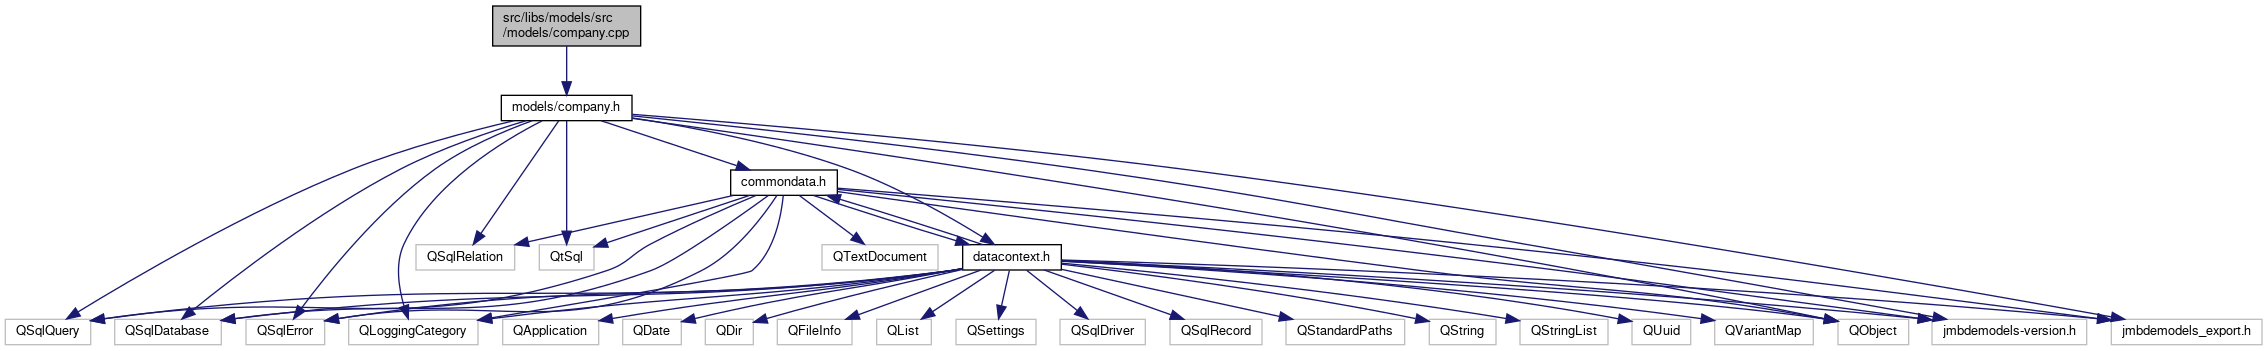 src/libs/models/src
/models/company.cpp
models/company.h
commondata.h
QSqlRelation
QtSql
QTextDocument
datacontext.h
QSqlQuery
QSqlDatabase
QSqlError
QLoggingCategory
QApplication
QDate
QDir
QFileInfo
QList
QSettings
QSqlDriver
QSqlRecord
QStandardPaths
QString
QStringList
QUuid
QVariantMap
QObject
jmbdemodels-version.h
jmbdemodels_export.h